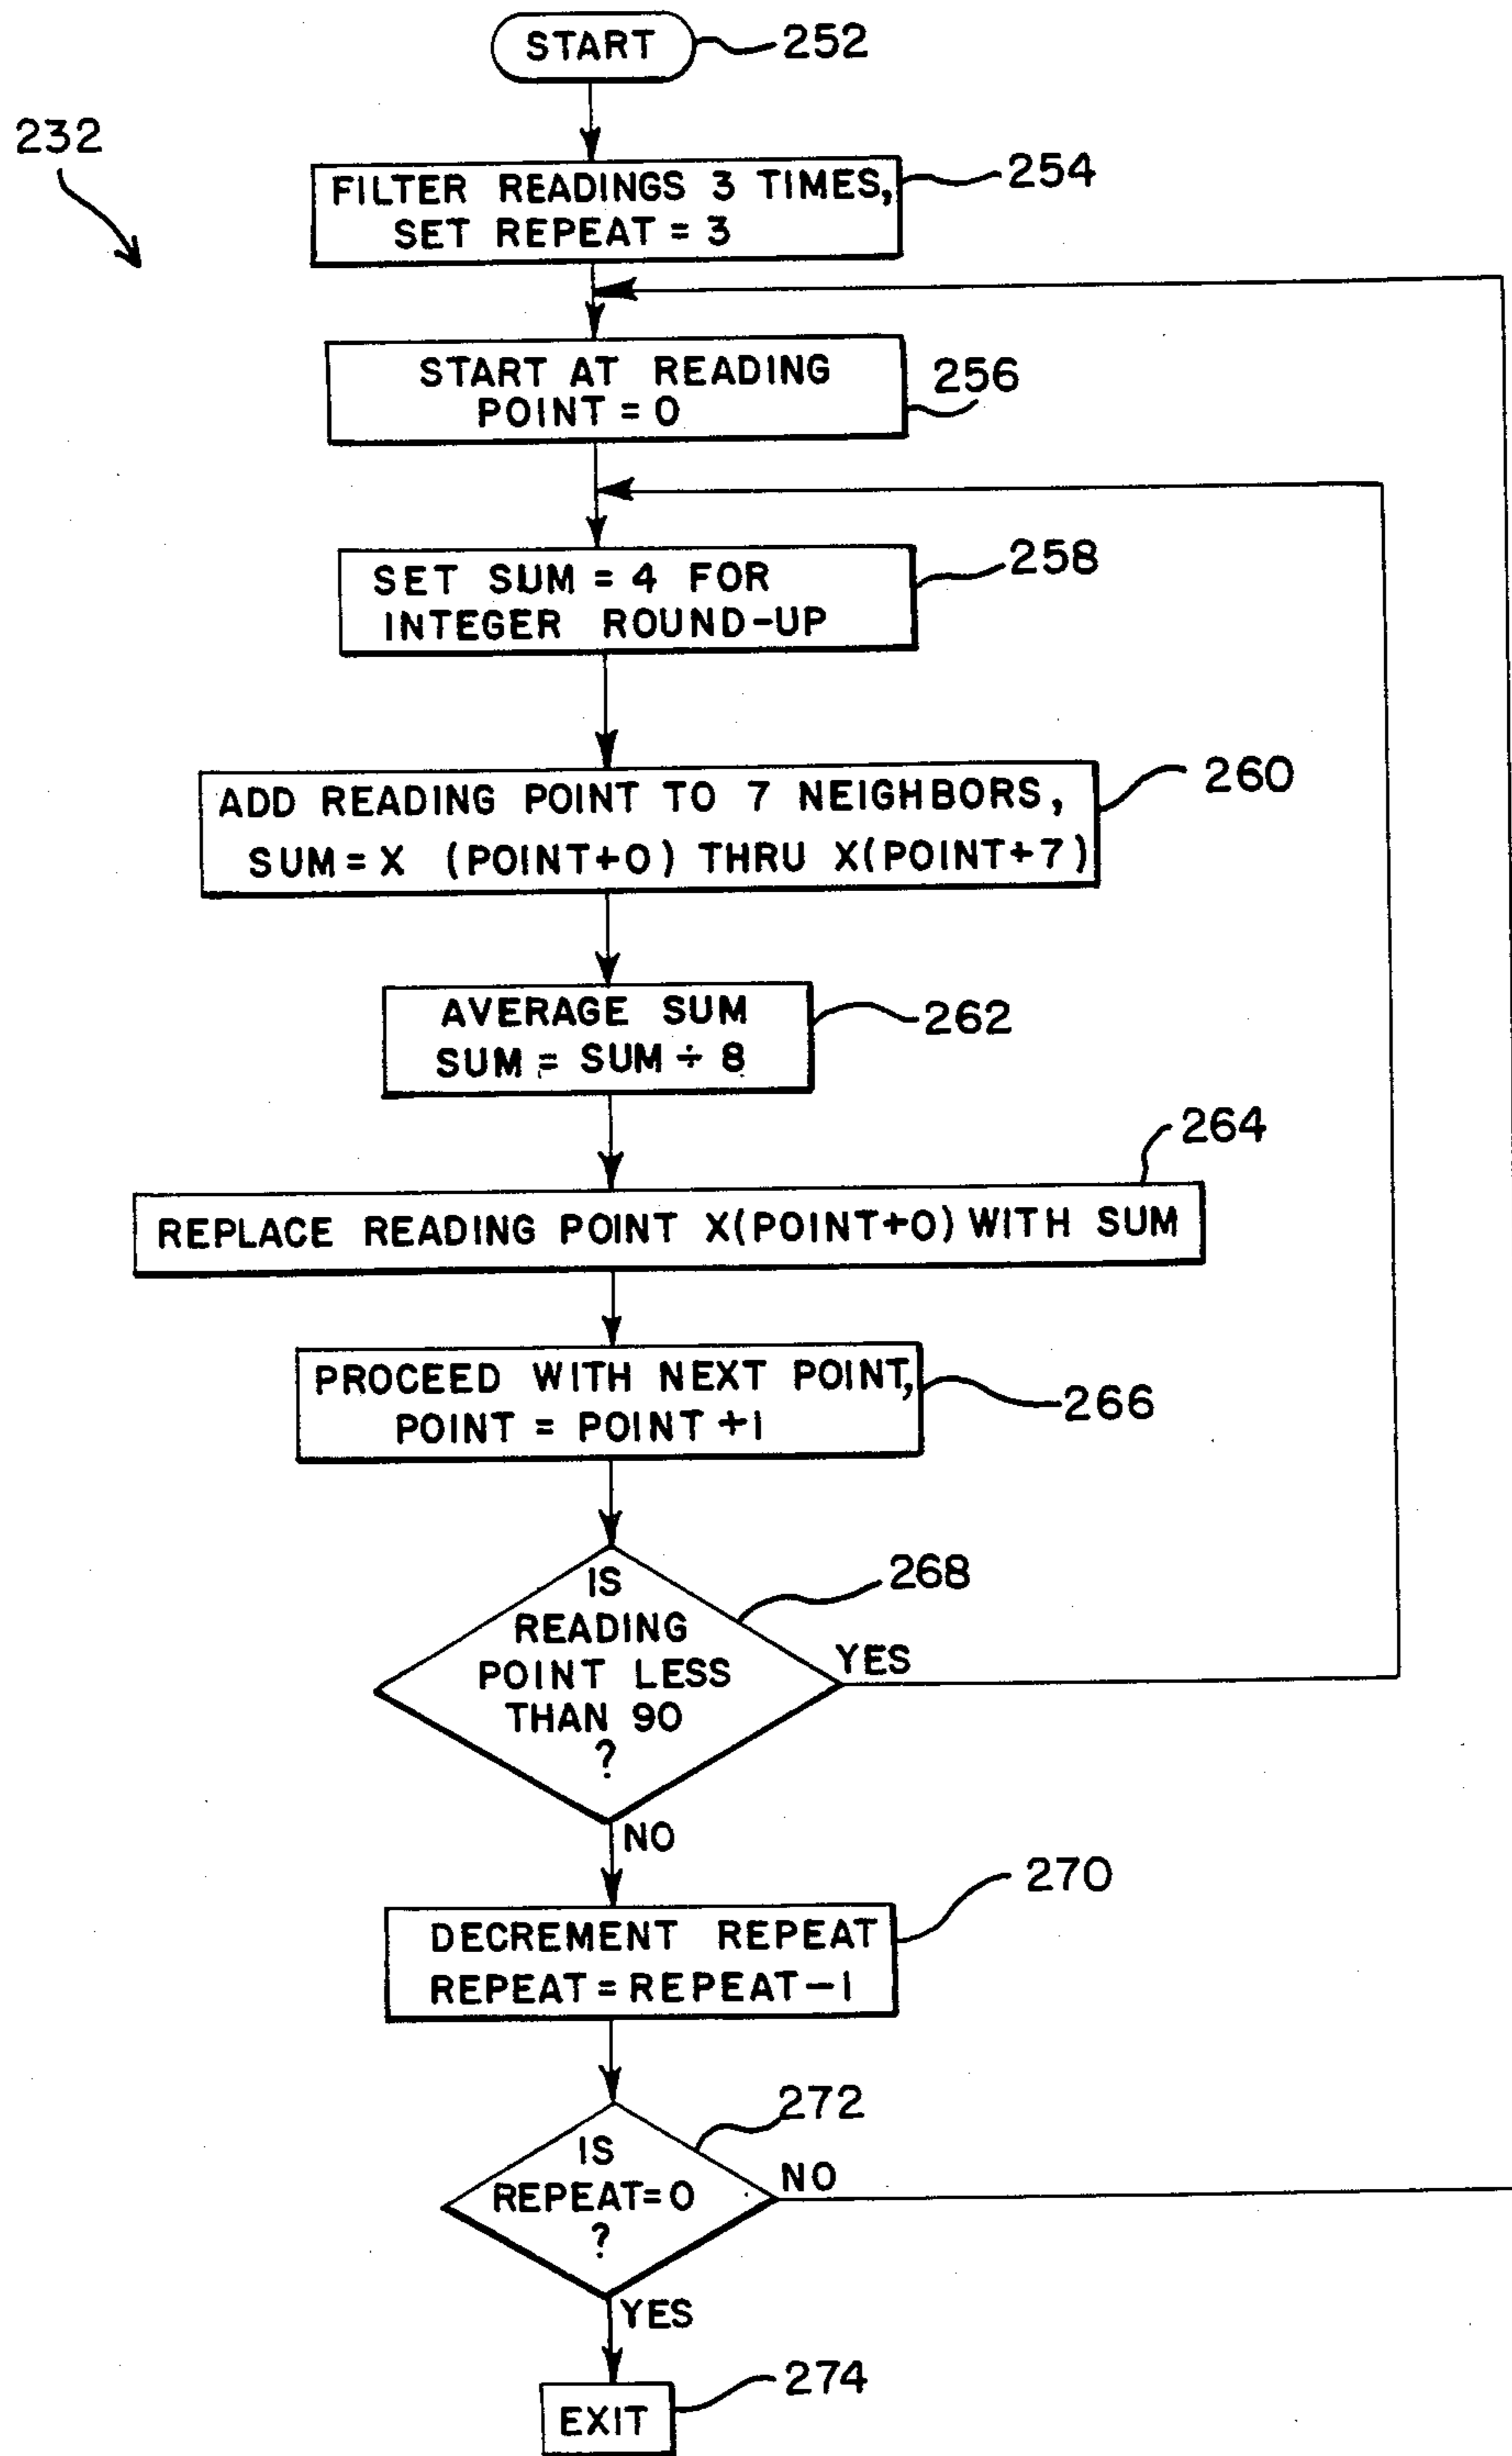 START
252
232
FILTER READINGS 3 TIMES,
SET REPEAT = 3
254
START AT READING
POINT = 0
256
SET SUM = 4 FOR
INTEGER ROUND-UP
258
ADD READING POINT TO 7 NEIGHBORS,
SUM = X (POINT+0) THRU X(POINT+7)
260
AVERAGE SUM
SUM = SUM ÷ 8
262
264
REPLACE READING POINT X(POINT+0) WITH SUM
PROCEED WITH NEXT POINT,
POINT = POINT +1
266
IS
READING
POINT LESS
THAN 90
?
268
YES
NO
DECREMENT REPEAT
REPEAT = REPEAT-1
270
IS
REPEAT=0
?
272
NO
YES
EXIT
274